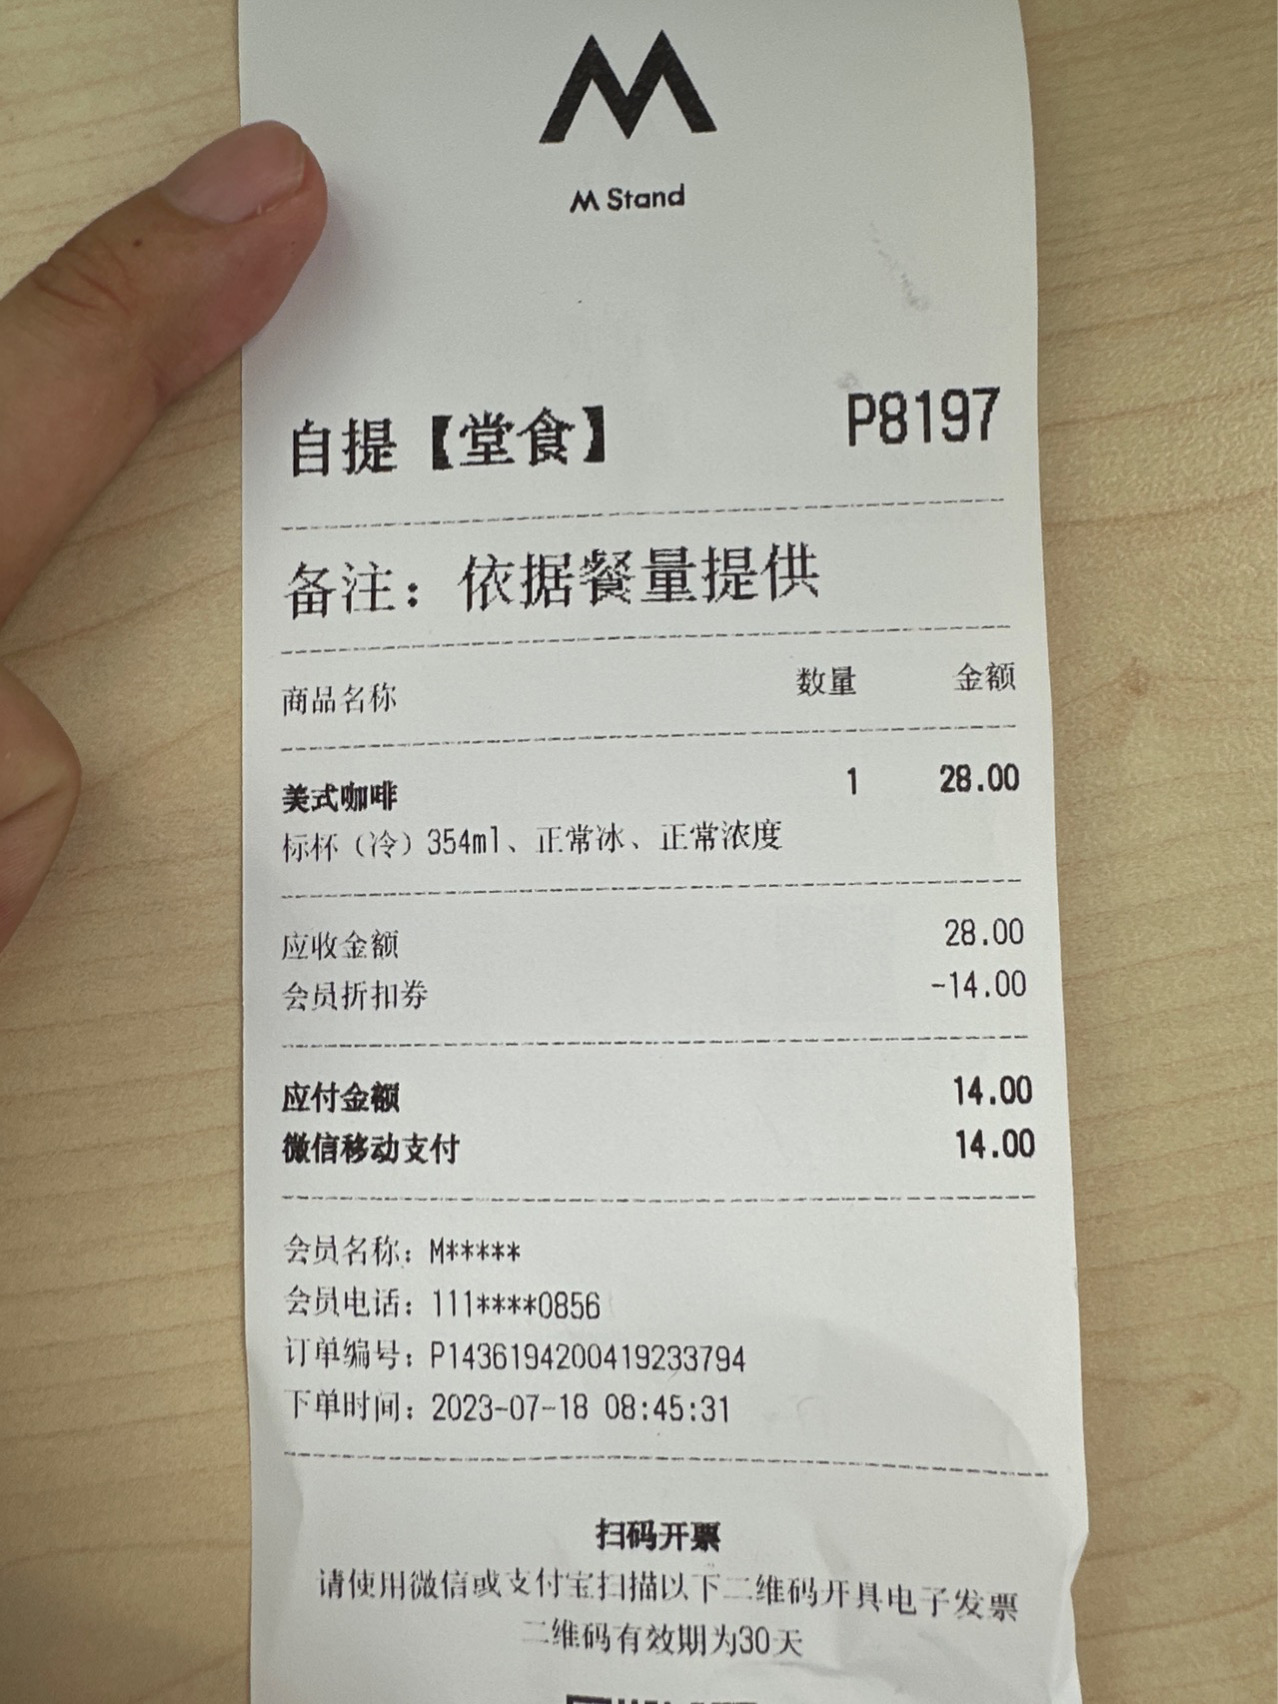 M Stand
自提【堂食】 P8197
备注：依据餐量提供
商品名称 数量 金额
美式咖啡 1 28.00
标杯（冷）354ml、正常冰、正常浓度
应收金额 28.00
会员折扣券 -14.00
应付金额 14.00
微信移动支付 14.00
会员名称：M*****
会员电话：111****0856
订单编号：P1436194200419233794
下单时间：2023-07-18 08:45:31
扫码开票
请使用微信或支付宝扫描以下二维码开具电子发票
二维码有效期为30天